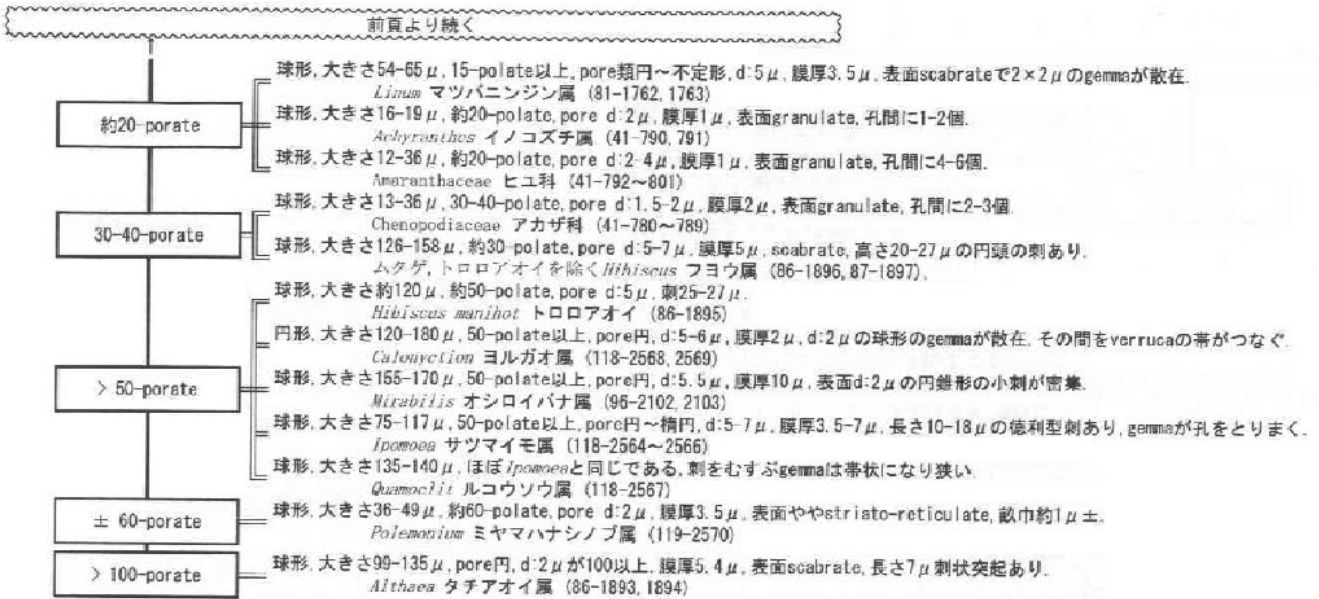 前頁より続く
約20-porate
球形, 大きさ54-65μ, 15-polate以上, pore類円～不定形, d:5μ, 膜厚3.5μ, 表面scabrateで2×2μのgemmaが散在.
Linum マツバニンジン属 (81-1762, 1763)
球形, 大きさ16-19μ, 約20-polate, pore d:2μ, 膜厚1μ, 表面granulate, 孔間に1-2個.
Achyranthes イノコズチ属 (41-790, 791)
球形, 大きさ12-36μ, 約20-polate, pore d:2-4μ, 膜厚1μ, 表面granulate, 孔間に4-6個.
Amaranthaceae ヒユ科 (41-792～801)
30-40-porate
球形, 大きさ13-36μ, 30-40-polate, pore d:1.5-2μ, 膜厚2μ, 表面granulate, 孔間に2-3個.
Chenopodiaceae アカザ科 (41-780～789)
球形, 大きさ126-158μ, 約30-polate, pore d:5-7μ, 膜厚5μ, scabrate, 高さ20-27μの円頭の刺あり.
ムクゲ, トロロアオイを除くHibiscus フヨウ属 (86-1896, 87-1897).
> 50-porate
球形, 大きさ約120μ, 約50-polate, pore d:5μ, 刺25-27μ.
Hibiscus manihot トロロアオイ (86-1895)
円形, 大きさ120-180μ, 50-polate以上, pore円, d:5-6μ, 膜厚2μ, d:2μの球形のgemmaが散在, その間をverrucaの帯がつなぐ.
Calonyction ヨルガオ属 (118-2568, 2569)
球形, 大きさ155-170μ, 50-polate以上, pore円, d:5.5μ, 膜厚10μ, 表面d:2μの円錐形の小刺が密集.
Mirabilis オシロイバナ属 (96-2102, 2103)
球形, 大きさ75-117μ, 50-polate以上, pore円～楕円, d:5-7μ, 膜厚3.5-7μ, 長さ10-18μの徳利型刺あり, gemmaが孔をとりまく.
Ipomoea サツマイモ属 (118-2564～2566)
球形, 大きさ135-140μ, ほぼIpomoeaと同じである, 刺をむすぶgemmaは帯状になり狭い.
Quamoclit ルコウソウ属 (118-2567)
± 60-porate
球形, 大きさ36-49μ, 約60-polate, pore d:2μ, 膜厚3.5μ, 表面ややstriato-reticulate, 畝巾約1μ±.
Polemonium ミヤマハナシノブ属 (119-2570)
> 100-porate
球形, 大きさ99-135μ, pore円, d:2μが100以上, 膜厚5.4μ, 表面scabrate, 長さ7μ刺状突起あり.
Althaea タチアオイ属 (86-1893, 1894)